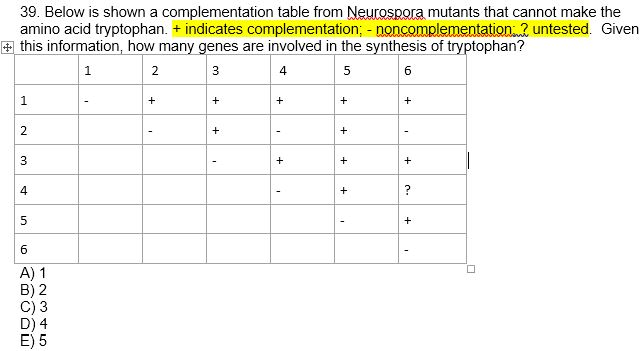 39. Below is shown a complementation table from Neurospora mutants that cannot make the
amino acid tryptophan. + indicates complementation; - noncomplementation; ? untested. Given
this information, how many genes are involved in the synthesis of tryptophan?
1 2 3 4 5 6
1 - + + + + +
2 - + - + -
3 - + + +
4 - + ?
5 - +
6 -
A) 1
B) 2
C) 3
D) 4
E) 5